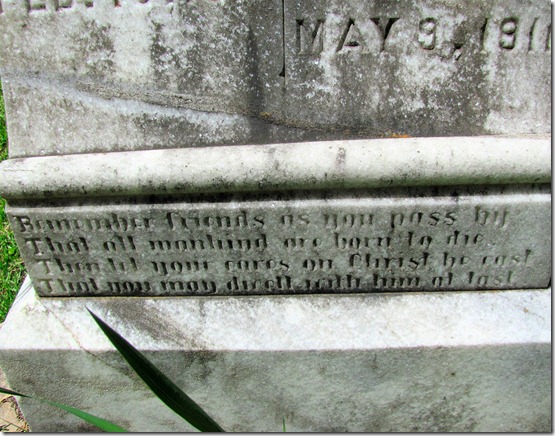 MAY 9, 191
Remember friends as you pass by
That all mankind are born to die,
Then let your cares on Christ be cast
That you may dwell with him at last